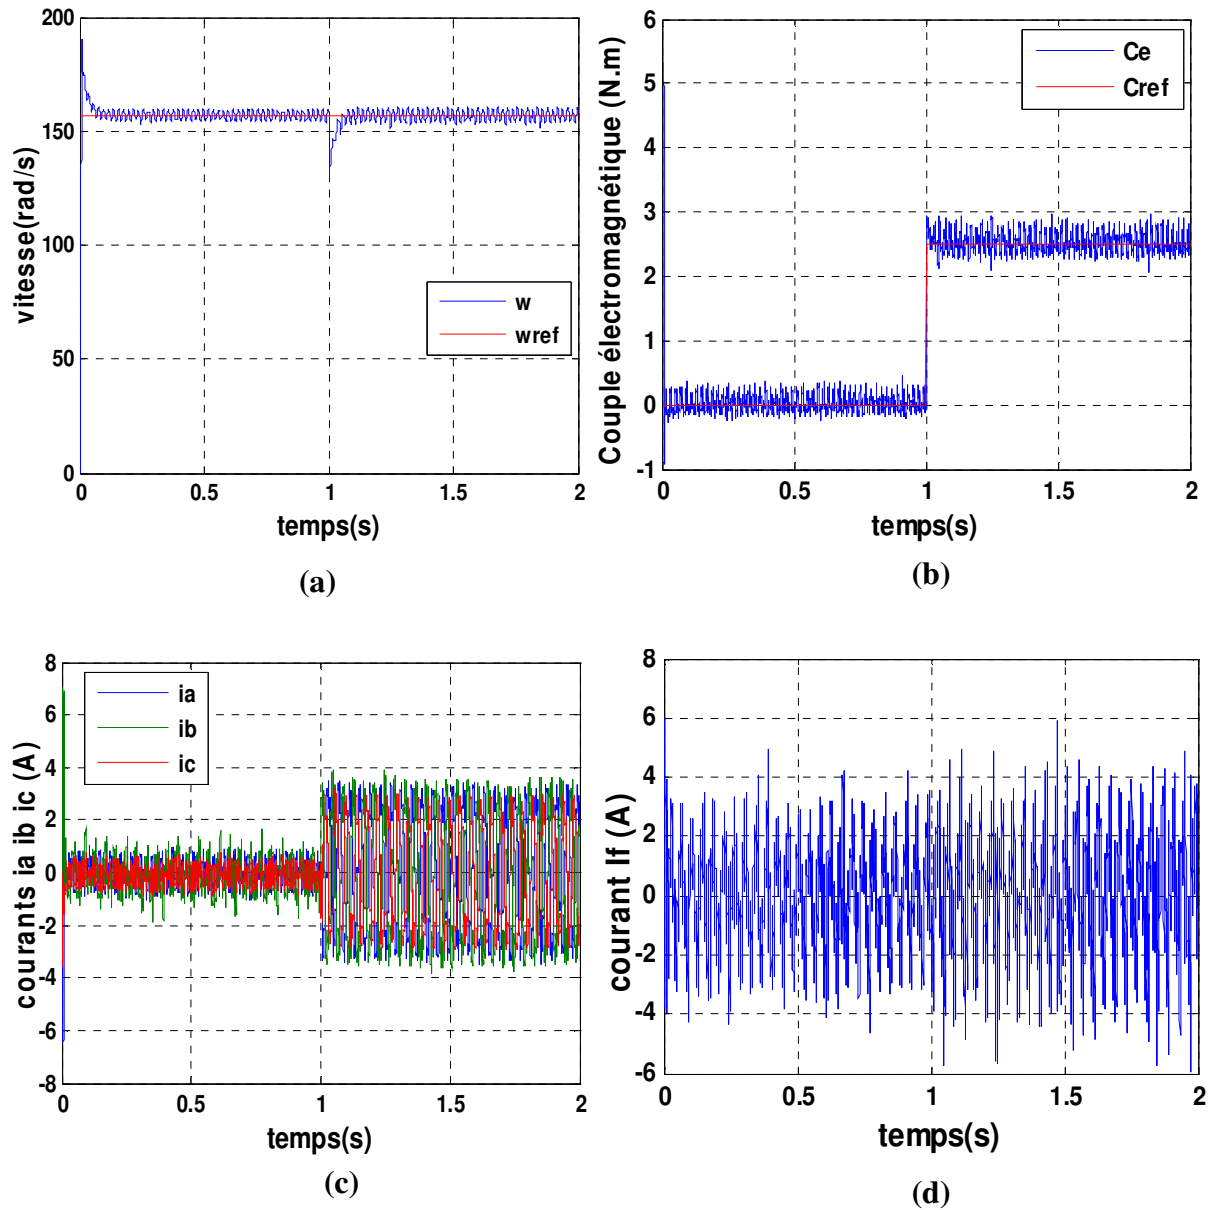 200
150
100
50
0
0
0.5
1
1.5
2
vitesse(rad/s)
w
wref
temps(s)
(a)
6
5
4
3
2
1
0
-1
0
0.5
1
1.5
2
Couple électromagnétique (N.m)
Ce
Cref
temps(s)
(b)
8
6
4
2
0
-2
-4
-6
-8
0
0.5
1
1.5
2
courants ia ib ic (A)
ia
ib
ic
temps(s)
(c)
8
6
4
2
0
-2
-4
-6
0
0.5
1
1.5
2
courant If (A)
temps(s)
(d)